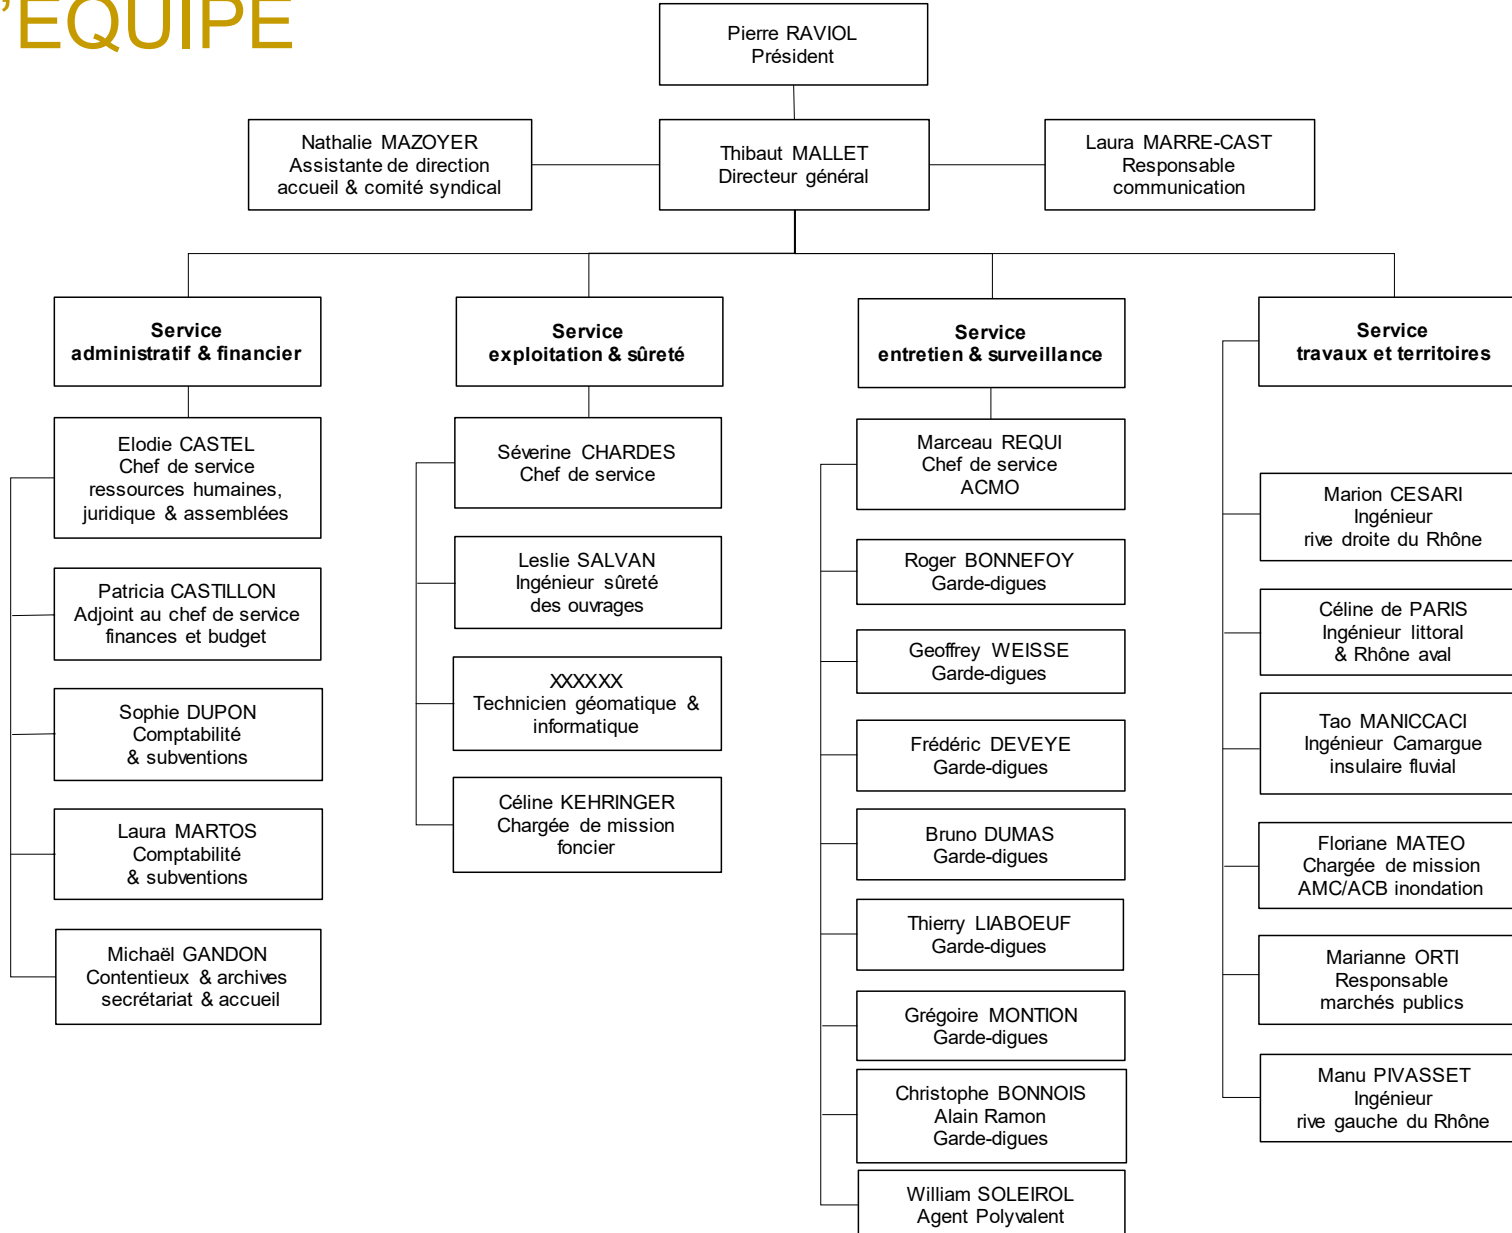 'EQUIPE
Pierre RAVIOL
Président
Nathalie MAZOYER
Assistante de direction
accueil & comité syndical
Thibaut MALLET
Directeur général
Laura MARRE-CAST
Responsable
communication
Service
administratif & financier
Elodie CASTEL
Chef de service
ressources humaines,
juridique & assemblées
Patricia CASTILLON
Adjoint au chef de service
finances et budget
Sophie DUPON
Comptabilité
& subventions
Laura MARTOS
Comptabilité
& subventions
Michaël GANDON
Contentieux & archives
secrétariat & accueil
Service
exploitation & sûreté
Séverine CHARDES
Chef de service
Leslie SALVAN
Ingénieur sûreté
des ouvrages
XXXXXX
Technicien géomatique &
informatique
Céline KEHRINGER
Chargée de mission
foncier
Service
entretien & surveillance
Marceau REQUI
Chef de service
ACMO
Roger BONNEFOY
Garde-digues
Geoffrey WEISSE
Garde-digues
Frédéric DEVEYE
Garde-digues
Bruno DUMAS
Garde-digues
Thierry LIABOEUF
Garde-digues
Grégoire MONTION
Garde-digues
Christophe BONNOIS
Alain Ramon
Garde-digues
William SOLEIROL
Agent Polyvalent
Service
travaux et territoires
Marion CESARI
Ingénieur
rive droite du Rhône
Céline de PARIS
Ingénieur littoral
& Rhône aval
Tao MANICCACI
Ingénieur Camargue
insulaire fluvial
Floriane MATEO
Chargée de mission
AMC/ACB inondation
Marianne ORTI
Responsable
marchés publics
Manu PIVASSET
Ingénieur
rive gauche du Rhône